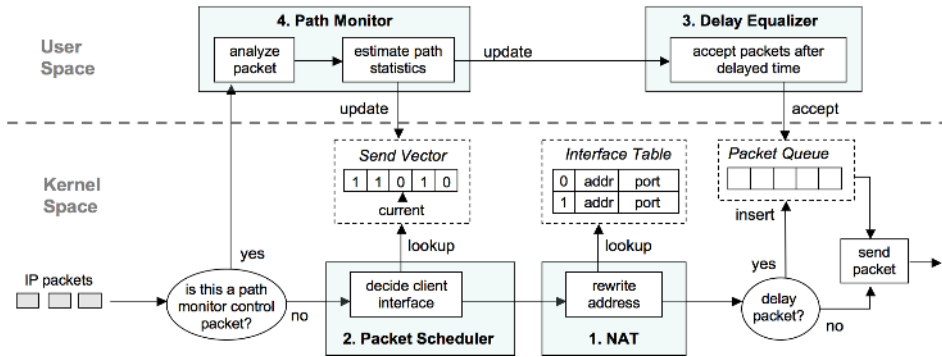 4. Path Monitor
3. Delay Equalizer
User
Space
analyze
packet
estimate path
statistics
update
accept packets after
delayed time
update
accept
Send Vector
1 1 0 1 0
current
Interface Table
0 addr port
1 addr port
Packet Queue
Kernel
Space
lookup
lookup
insert
yes
yes
send
packet
IP packets
is this a path
monitor control
packet?
no
decide client
interface
rewrite
address
delay
packet?
no
2. Packet Scheduler
1. NAT